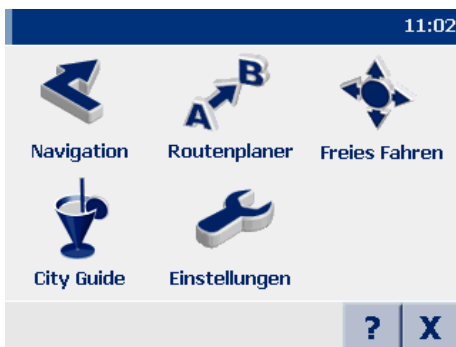 11:02
A B
Navigation Routenplaner Freies Fahren
City Guide Einstellungen
? X